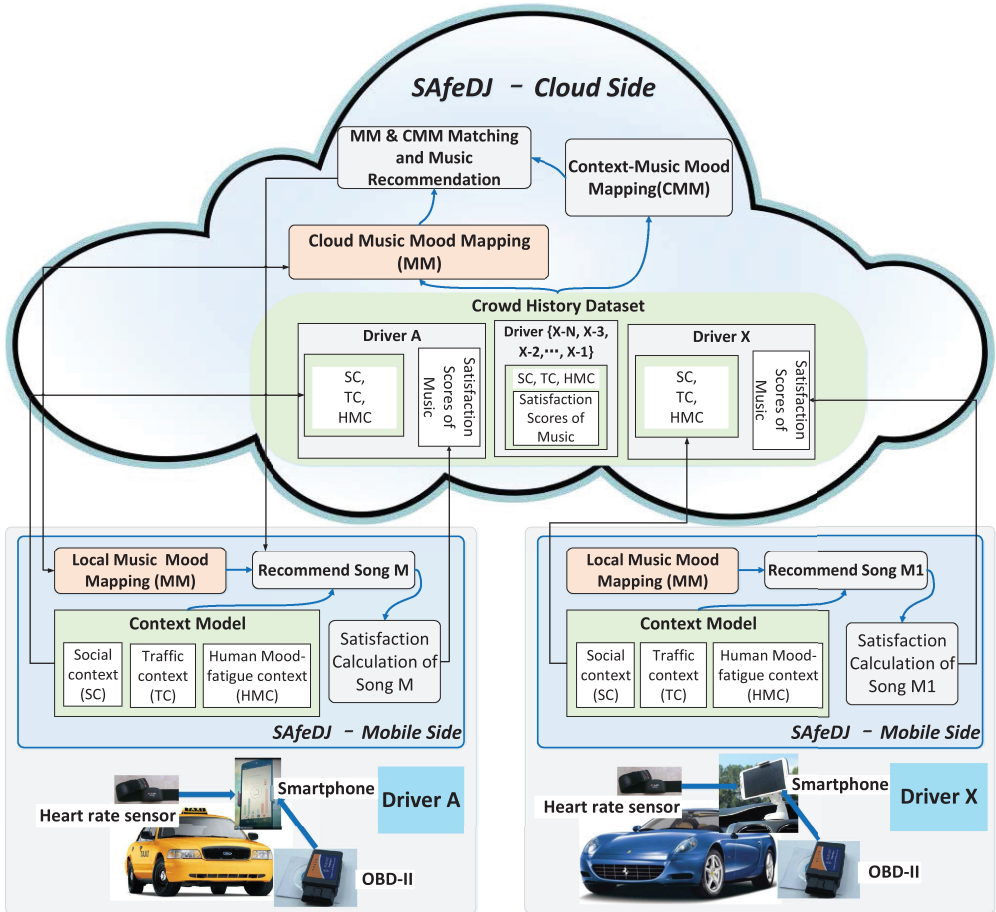 SAfeDJ – Cloud Side
MM & CMM Matching
and Music
Recommendation
Context-Music Mood
Mapping(CMM)
Cloud Music Mood Mapping
(MM)
Crowd History Dataset
Driver A
SC,
TC,
HMC
Satisfaction
Scores of
Music
Driver {X-N, X-3,
X-2,···, X-1}
SC, TC, HMC
Satisfaction
Scores of
Music
Driver X
SC,
TC,
HMC
Satisfaction
Scores of
Music
Local Music Mood
Mapping (MM)
Recommend Song M
Context Model
Social
context
(SC)
Traffic
context
(TC)
Human Mood-
fatigue context
(HMC)
Satisfaction
Calculation of
Song M
SAfeDJ – Mobile Side
Heart rate sensor
Smartphone
Driver A
TAXI
TAXI
OBD-II
Local Music Mood
Mapping (MM)
Recommend Song M1
Context Model
Social
context
(SC)
Traffic
context
(TC)
Human Mood-
fatigue context
(HMC)
Satisfaction
Calculation of
Song M1
SAfeDJ – Mobile Side
Heart rate sensor
Smartphone
Driver X
OBD-II